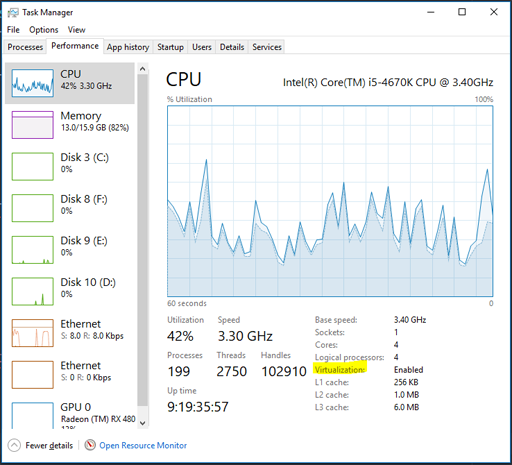 Task Manager
File Options View
Processes Performance App history Startup Users Details Services
CPU
42% 3.30 GHz
Memory
13.0/15.9 GB (82%)
Disk 3 (C:)
0%
Disk 8 (F:)
0%
Disk 9 (E:)
0%
Disk 10 (D:)
0%
Ethernet
S: 8.0 R: 8.0 Kbps
Ethernet
S: 0 R: 0 Kbps
GPU 0
Radeon (TM) RX 480
CPU Intel(R) Core(TM) i5-4670K CPU @ 3.40GHz
% Utilization 100%
60 seconds 0
Utilization Speed
42% 3.30 GHz
Processes Threads Handles
199 2750 102910
Up time
9:19:35:57
Base speed: 3.40 GHz
Sockets: 1
Cores: 4
Logical processors: 4
Virtualization: Enabled
L1 cache: 256 KB
L2 cache: 1.0 MB
L3 cache: 6.0 MB
Fewer details Open Resource Monitor